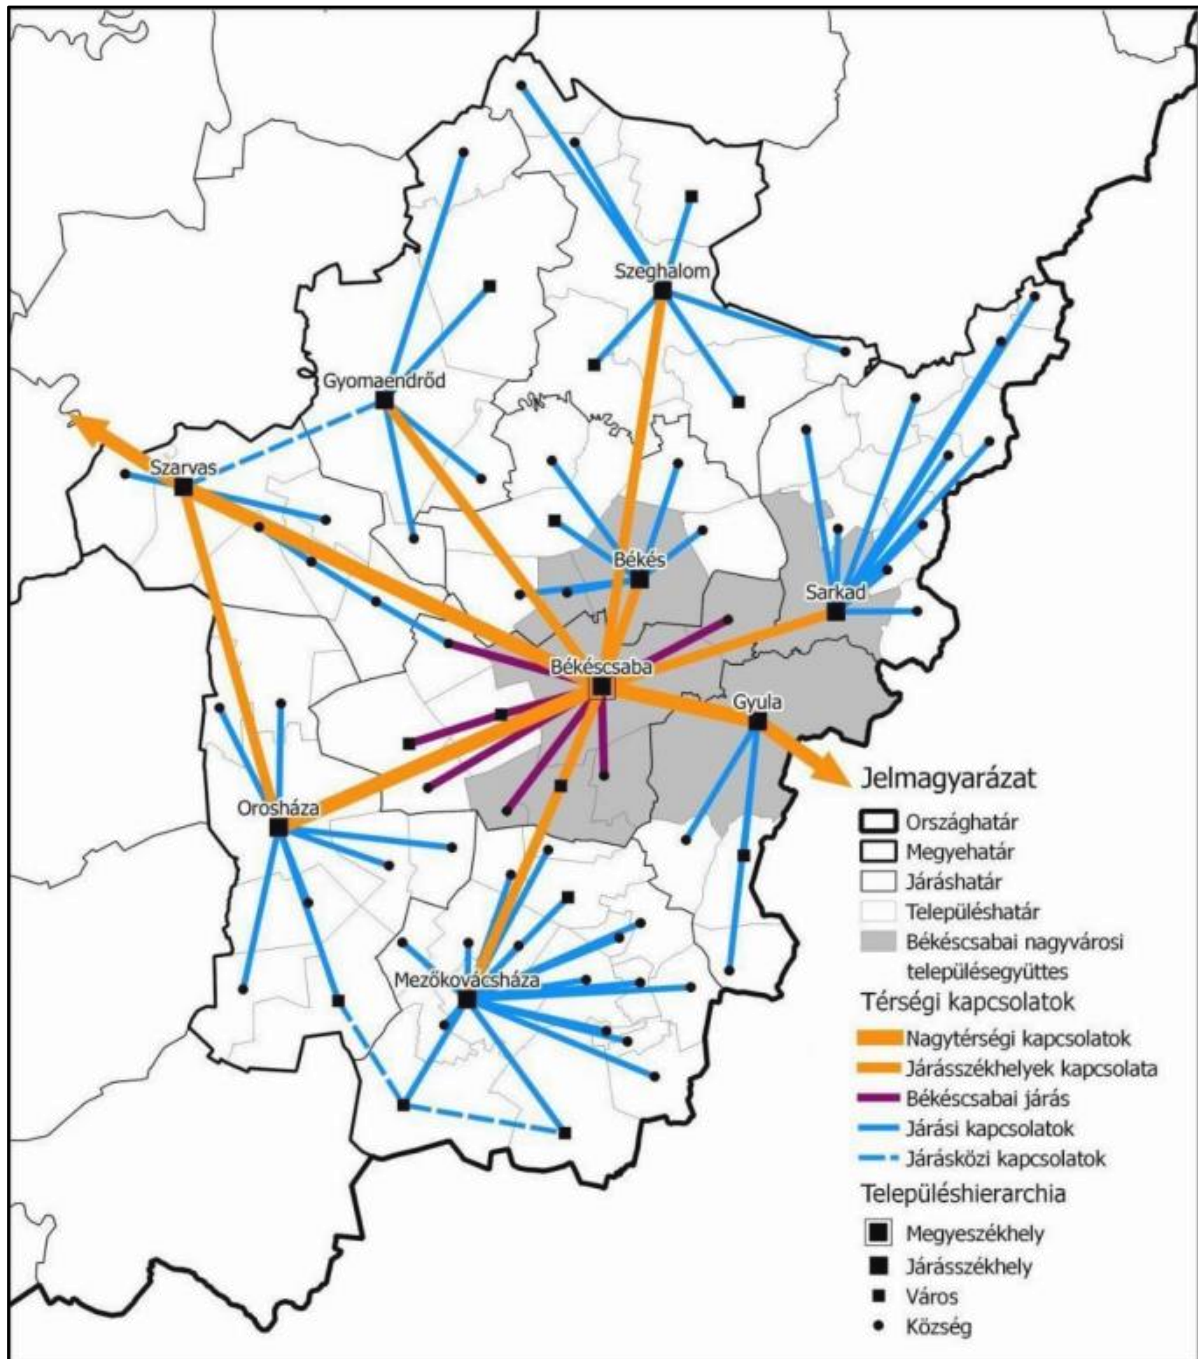 Szeghalom
Gyomaendrőd
Szarvas
Békés
Sarkad
Békéscsaba
Gyula
Orosháza
Mezőkovácsháza
Jelmagyarázat
Országhatár
Megyehatár
Járáshatár
Településhatár
Békéscsabai nagyvárosi
településegyüttes
Térségi kapcsolatok
Nagytérségi kapcsolatok
Járásszékhelyek kapcsolata
Békéscsabai járás
Járási kapcsolatok
Járásközi kapcsolatok
Településhierarchia
Megyeszékhely
Járásszékhely
Város
Község